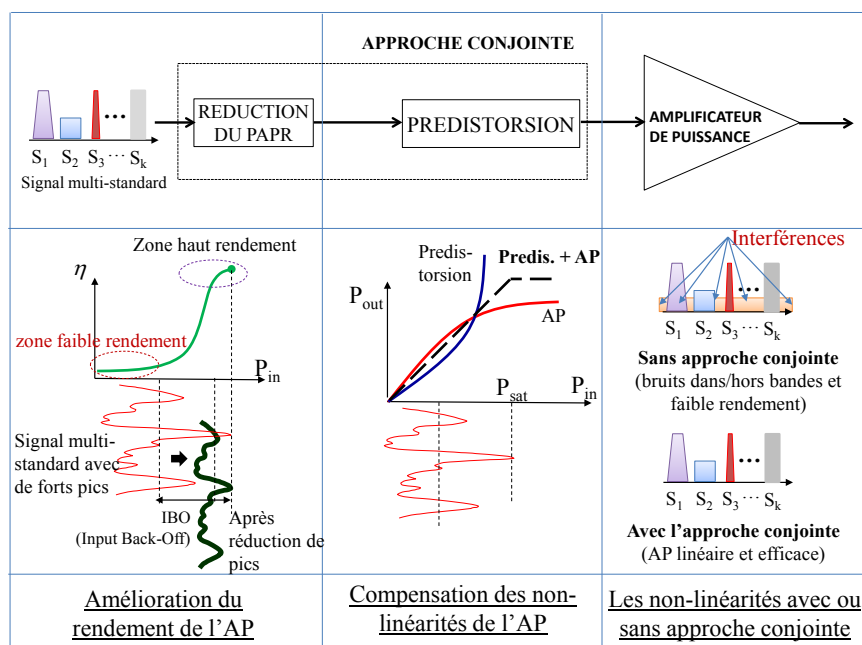 APPROCHE CONJOINTE
REDUCTION
DU PAPR
PREDISTORSION
AMPLIFICATEUR
DE PUISSANCE
S1 S2 S3 ... Sk
Signal multi-standard
Zone haut rendement
η
zone faible rendement
Pin
Signal multi-
standard avec
de forts pics
IBO
(Input Back-Off)
Après
réduction de
pics
Predis-
torsion
Predis. + AP
Pout
AP
Psat
Pin
Interférences
S1 S2 S3 ... Sk
Sans approche conjointe
(bruits dans/hors bandes et
faible rendement)
S1 S2 S3 ... Sk
Avec l’approche conjointe
(AP linéaire et efficace)
Amélioration du
rendement de l’AP
Compensation des non-
linéarités de l’AP
Les non-linéarités avec ou
sans approche conjointe